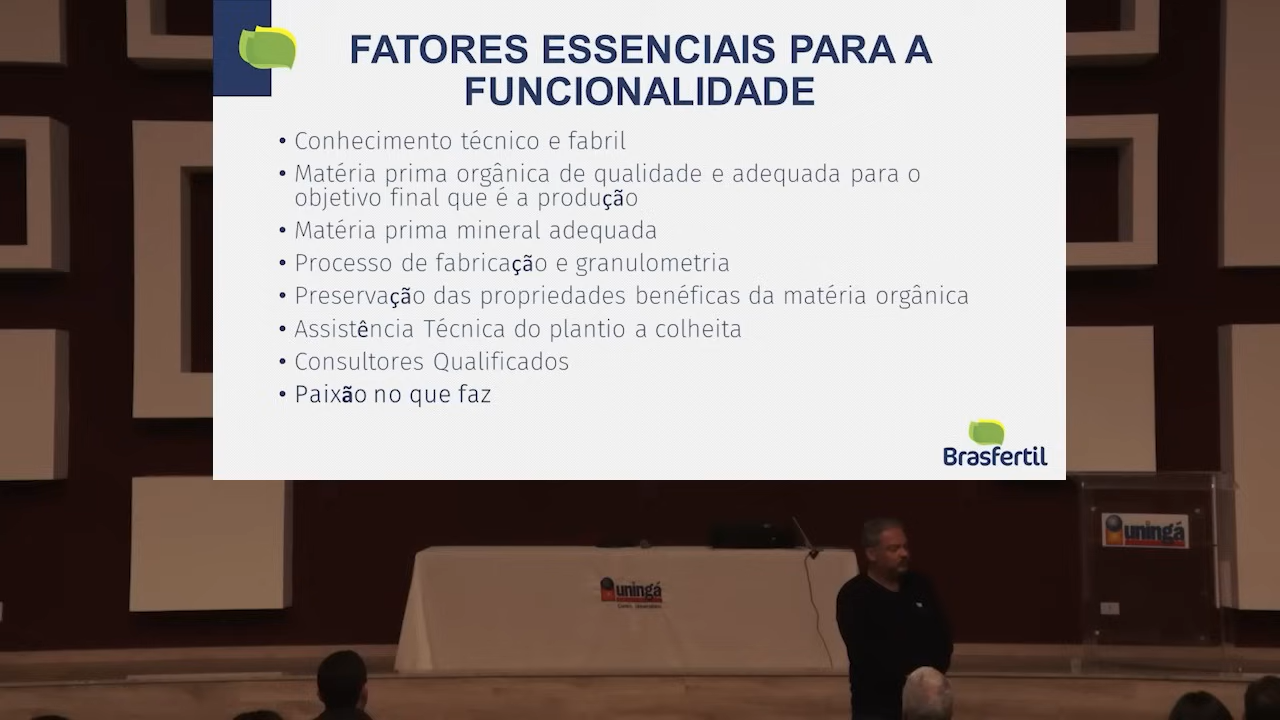 FATORES ESSENCIAIS PARA A
FUNCIONALIDADE
• Conhecimento técnico e fabril
• Matéria prima orgânica de qualidade e adequada para o
objetivo final que é a produção
• Matéria prima mineral adequada
• Processo de fabricação e granulometria
• Preservação das propriedades benéficas da matéria orgânica
• Assistência Técnica do plantio a colheita
• Consultores Qualificados
• Paixão no que faz
Brasfertil
uningá
uningá